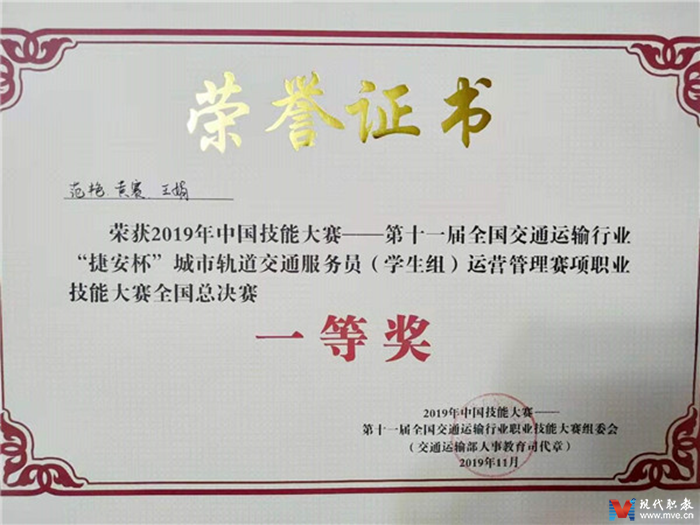 荣誉证书
范艳 黄赛 王娟
荣获2019年中国技能大赛——第十一届全国交通运输行业
“捷安杯”城市轨道交通服务员（学生组）运营管理赛项职业
技能大赛全国总决赛
一等奖
2019年中国技能大赛——
第十一届全国交通运输行业职业技能大赛组委会
（交通运输部人事教育司代章）
2019年11月
现代职教
www.mve.cn